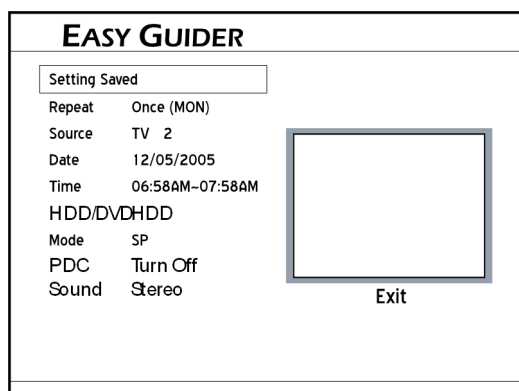 EASY GUIDER
Setting Saved
Repeat Once (MON)
Source TV 2
Date 12/05/2005
Time 06:58AM~07:58AM
HDD/DVDHDD
Mode SP
PDC Turn Off
Sound Stereo
Exit